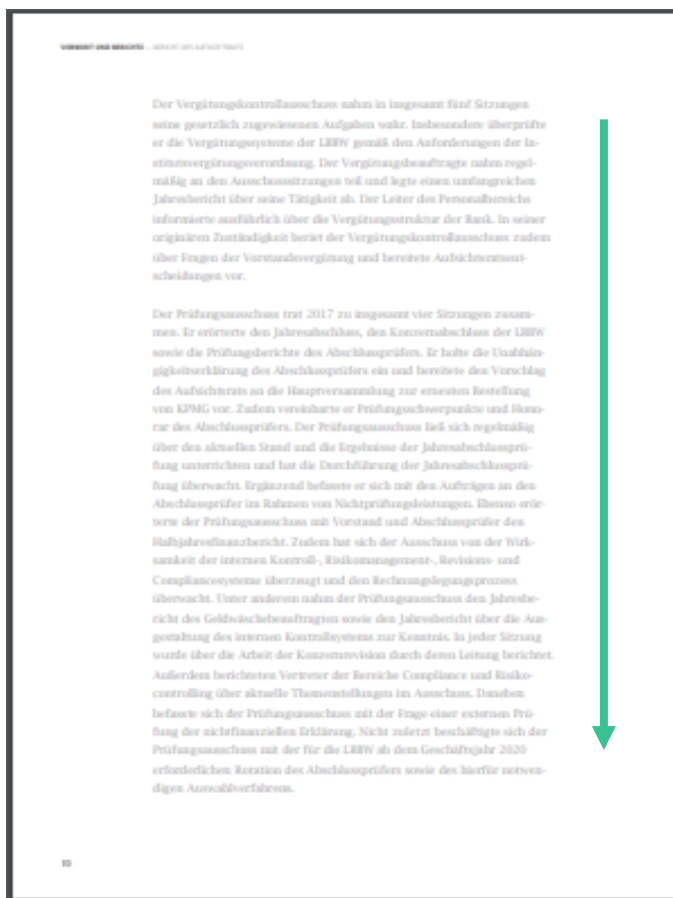 VORWORT UND BERICHTE — BERICHT DES AUFSICHTSRATS
Der Vergütungskontrollausschuss nahm in insgesamt fünf Sitzungen
seine gesetzlich zugewiesenen Aufgaben wahr. Insbesondere überprüfte
er die Vergütungssysteme der LBBW gemäß den Anforderungen der In-
stitutsvergütungsverordnung. Der Vergütungsbeauftragte nahm regel-
mäßig an den Ausschusssitzungen teil und legte einen umfangreichen
Jahresbericht über seine Tätigkeit ab. Der Leiter des Personalbereichs
informierte ausführlich über die Vergütungsstruktur der Bank. In seiner
originären Zuständigkeit beriet der Vergütungskontrollausschuss zudem
über Fragen der Vorstandsvergütung und bereitete Aufsichtsratsent-
scheidungen vor.
Der Prüfungsausschuss trat 2017 zu insgesamt vier Sitzungen zusam-
men. Er erörterte den Jahresabschluss, den Konzernabschluss der LBBW
sowie die Prüfungsberichte des Abschlussprüfers. Er holte die Unabhän-
gigkeitserklärung des Abschlussprüfers ein und bereitete den Vorschlag
des Aufsichtsrats an die Hauptversammlung zur erneuten Bestellung
von KPMG vor. Zudem vereinbarte er Prüfungsschwerpunkte und Hono-
rar des Abschlussprüfers. Der Prüfungsausschuss ließ sich regelmäßig
über den aktuellen Stand und die Ergebnisse der Jahresabschlussprü-
fung unterrichten und hat die Durchführung der Jahresabschlussprü-
fung überwacht. Ergänzend befasste er sich mit den Aufträgen an den
Abschlussprüfer im Rahmen von Nichtprüfungsleistungen. Ebenso erör-
terte der Prüfungsausschuss mit Vorstand und Abschlussprüfer den
Halbjahresfinanzbericht. Zudem hat sich der Ausschuss von der Wirk-
samkeit der internen Kontroll-, Risikomanagement-, Revisions- und
Compliancesysteme überzeugt und den Rechnungslegungsprozess
überwacht. Unter anderem nahm der Prüfungsausschuss den Jahresbe-
richt des Geldwäschebeauftragten sowie den Jahresbericht über die Aus-
gestaltung des internen Kontrollsystems zur Kenntnis. In jeder Sitzung
wurde über die Arbeit der Konzernrevision durch deren Leitung berichtet.
Außerdem berichteten Vertreter der Bereiche Compliance und Risiko-
controlling über aktuelle Themenstellungen im Ausschuss. Daneben
befasste sich der Prüfungsausschuss mit der Frage einer externen Prü-
fung der nichtfinanziellen Erklärung. Nicht zuletzt beschäftigte sich der
Prüfungsausschuss mit der für die LBBW ab dem Geschäftsjahr 2020
erforderlichen Rotation des Abschlussprüfers sowie des hierfür notwen-
digen Auswahlverfahrens.
10